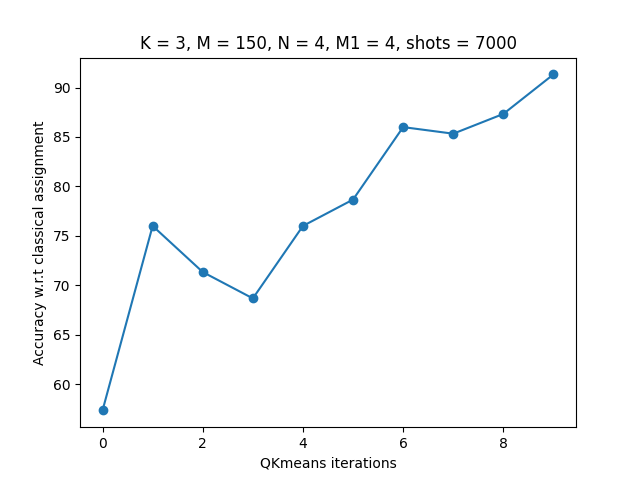 K = 3, M = 150, N = 4, M1 = 4, shots = 7000
90
85
80
75
70
65
60
Accuracy w.r.t classical assignment
0 2 4 6 8
QKmeans iterations